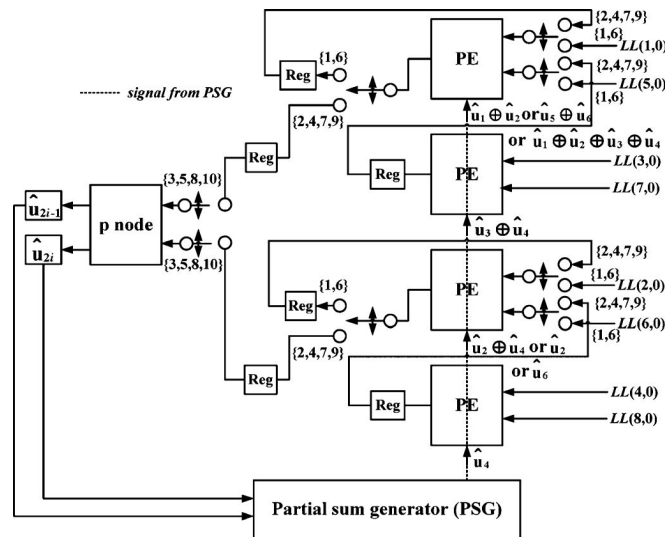 {2,4,7,9}
{1,6}
{1,6}
PE
Reg
LL(1,0)
{2,4,7,9}
LL(5,0)
{1,6}
signal from PSG
{2,4,7,9}
û₁ ⊕ û₂ or û₅ ⊕ û₆
or û₁ ⊕ û₂ ⊕ û₃ ⊕ û₄
Reg
LL(3,0)
Reg
PE
LL(7,0)
{3,5,8,10}
û2i-1
p node
û2i
û₃ ⊕ û₄
{3,5,8,10}
{2,4,7,9}
{1,6}
{1,6}
PE
LL(2,0)
Reg
{2,4,7,9}
LL(6,0)
{2,4,7,9}
{1,6}
û₂ ⊕ û₄ or û₂
or û₆
Reg
LL(4,0)
Reg
PE
LL(8,0)
û₄
Partial sum generator (PSG)